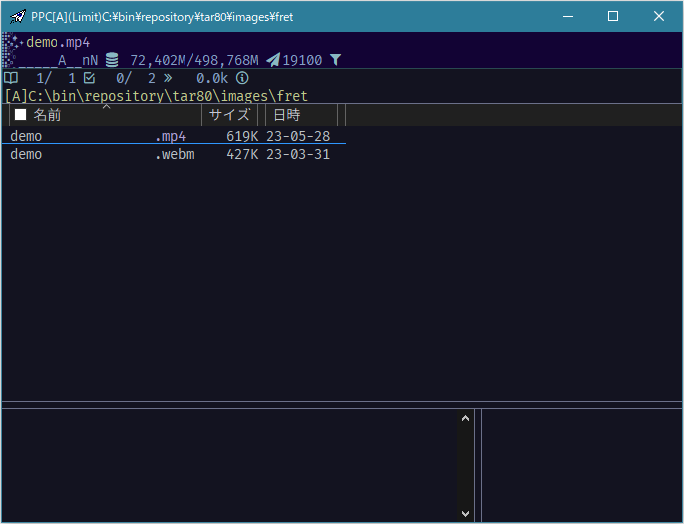 PPC[A](Limit)C:¥bin¥repository¥tar80¥images¥fret
demo.mp4
_____A__nN 72,402M/498,768M 19100
1/ 1 0/ 2 » 0.0k
[A]C:\bin\repository\tar80\images\fret
名前 サイズ 日時
demo .mp4 619K 23-05-28
demo .webm 427K 23-03-31